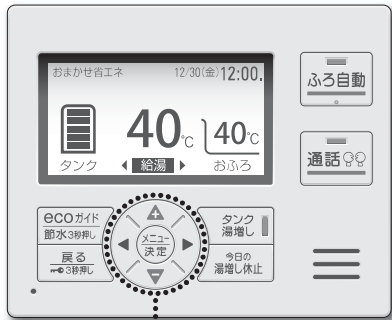 おまかせ省エネ 12/30(金)12:00.
40℃ 40℃
タンク 給湯 おふろ
ふろ自動
通話
ecoガイド
節水3秒押し
戻る
3秒押し
メニュー
決定
タンク
湯増し
今日の
湯増し休止